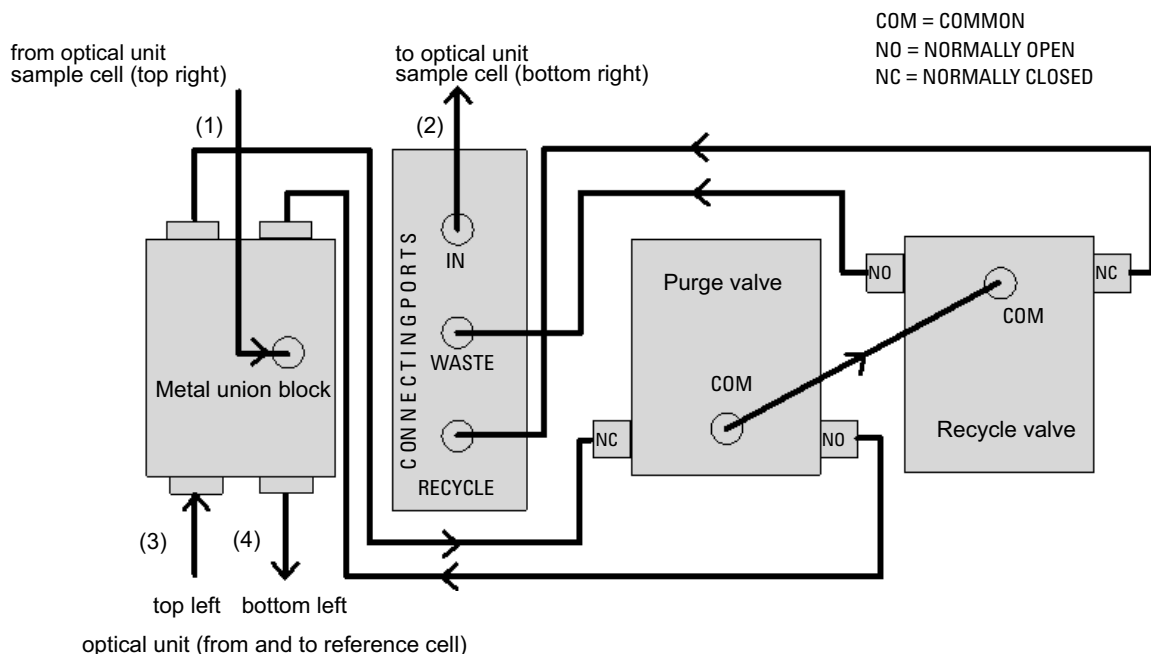 COM = COMMON
NO = NORMALLY OPEN
NC = NORMALLY CLOSED
from optical unit
sample cell (top right)
to optical unit
sample cell (bottom right)
(1)
(2)
CONNECTING PORTS
IN
WASTE
RECYCLE
Metal union block
Purge valve
COM
NC
NO
NO
NC
COM
Recycle valve
(3)
(4)
top left
bottom left
optical unit (from and to reference cell)